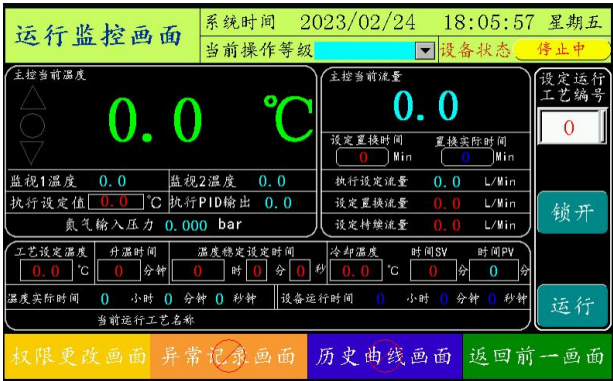 运行监控画面
系统时间 2023/02/24 18:05:57 星期五
当前操作等级 设备状态 停止中
主控当前温度
0.0 ℃
监视1温度 0.0 监视2温度 0.0
执行设定值 0.0 ℃ 执行PID输出 0.0
氮气输入压力 0.000 bar
主控当前流量
0.0
设定置换时间 置换实际时间
0 Min 0 Min
执行设定流量 0.0 L/Min
设定置换流量 0.0 L/Min
设定持续流量 0.0 L/Min
设定运行
工艺编号
0
锁开
运行
工艺设定温度 升温时间 温度稳定设定时间 冷却温度 时间SV 时间PV
0.0 ℃ 0 分钟 0 时 0 分 0 秒 0.0 ℃ 0 分 0 分
温度实际时间 0 小时 0 分钟 0 秒钟 设备运行时间 0 小时 0 分钟 0 秒钟
当前运行工艺名称
权限更改画面 异常记录画面 历史曲线画面 返回前一画面